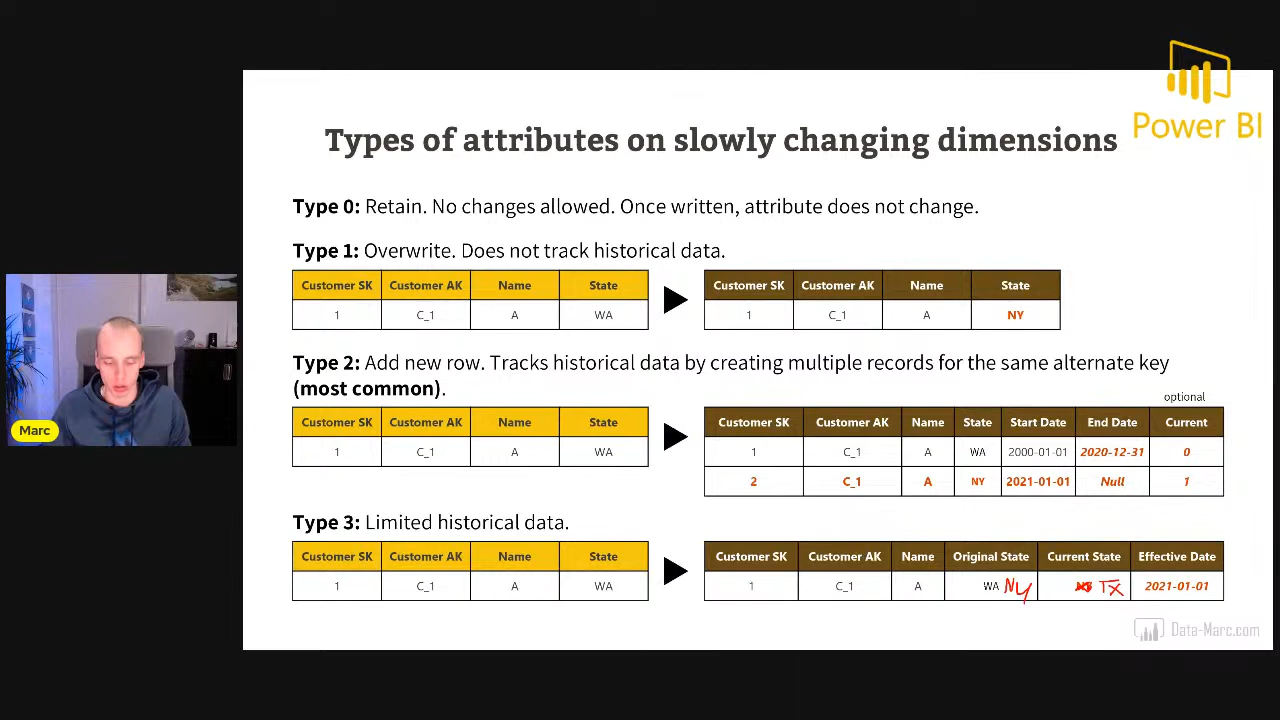 Power BI
Types of attributes on slowly changing dimensions
Type 0: Retain. No changes allowed. Once written, attribute does not change.
Type 1: Overwrite. Does not track historical data.
Customer SK Customer AK Name State Customer SK Customer AK Name State
1 C_1 A WA 1 C_1 A NY
Type 2: Add new row. Tracks historical data by creating multiple records for the same alternate key
(most common).
optional
Customer SK Customer AK Name State Customer SK Customer AK Name State Start Date End Date Current
1 C_1 A WA 1 C_1 A WA 2000-01-01 2020-12-31 0
2 C_1 A NY 2021-01-01 Null 1
Marc
Type 3: Limited historical data.
Customer SK Customer AK Name State Customer SK Customer AK Name Original State Current State Effective Date
1 C_1 A WA 1 C_1 A WA NY TX 2021-01-01
Data-Marc.com